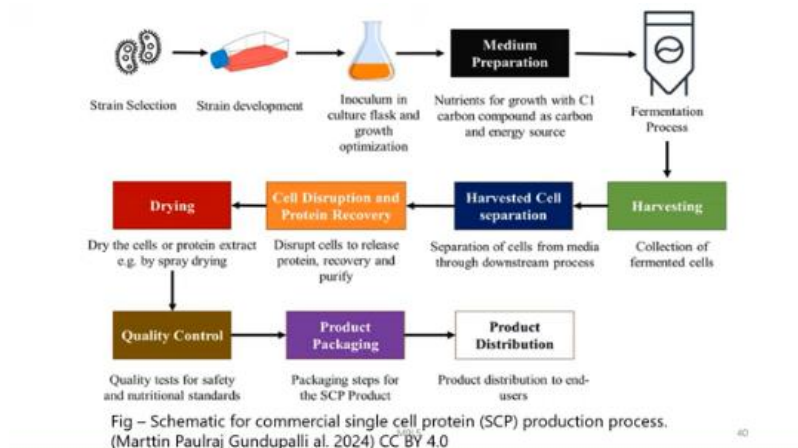 Strain Selection
Strain development
Inoculum in
culture flask and
growth
optimization
Medium
Preparation
Nutrients for growth with C1
carbon compound as carbon
and energy source
Fermentation
Process
Drying
Dry the cells or protein extract
e.g. by spray drying
Cell Disruption and
Protein Recovery
Disrupt cells to release
protein, recovery and
purify
Harvested Cell
separation
Separation of cells from media
through downstream process
Harvesting
Collection of
fermented cells
Quality Control
Quality tests for safety
and nutritional standards
Product
Packaging
Packaging steps for
the SCP Product
Product
Distribution
Product distribution to end-
users
Fig – Schematic for commercial single cell protein (SCP) production process.
(Marttin Paulraj Gundupalli al. 2024) CC BY 4.0
40